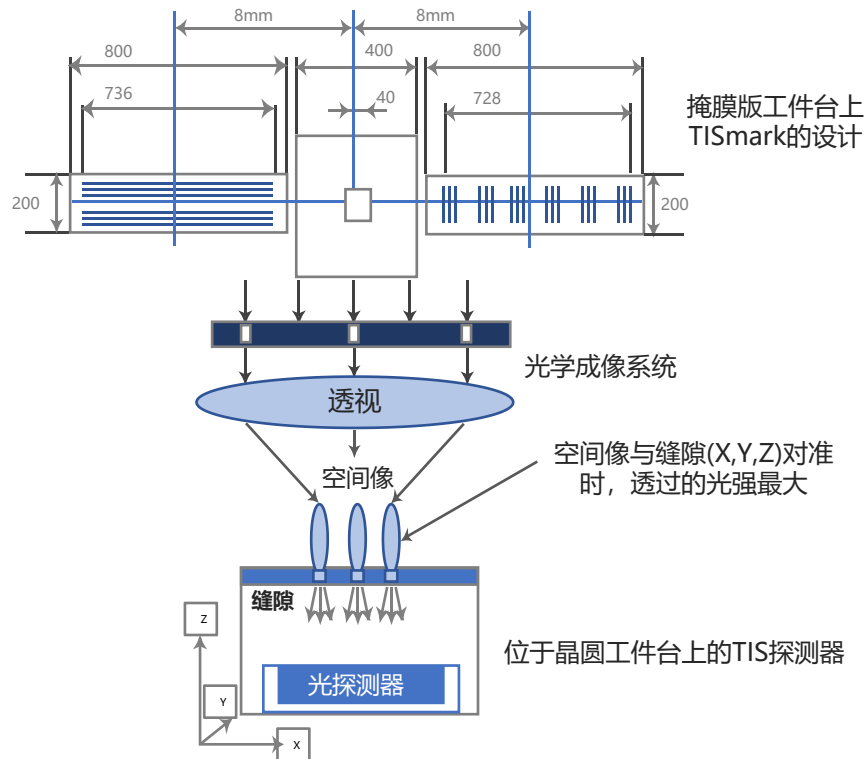 8mm
8mm
800
400
800
736
40
728
掩膜版工件台上
TISmark的设计
200
200
光学成像系统
透视
空间像
空间像与缝隙(X,Y,Z)对准
时，透过的光强最大
缝隙
Z
位于晶圆工件台上的TIS探测器
光探测器
Y
X